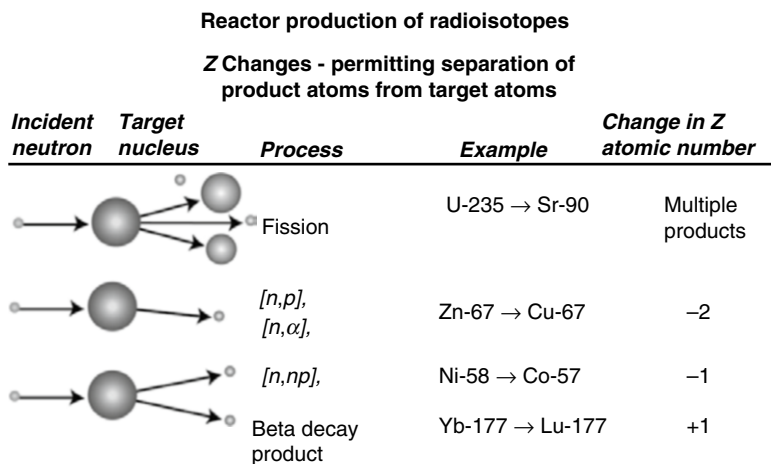 Reactor production of radioisotopes
Z Changes - permitting separation of
product atoms from target atoms
Incident neutron Target nucleus Process Example Change in Z atomic number
Fission U-235 → Sr-90 Multiple products
[n,p], [n,α], Zn-67 → Cu-67 –2
[n,np], Ni-58 → Co-57 –1
Beta decay product Yb-177 → Lu-177 +1